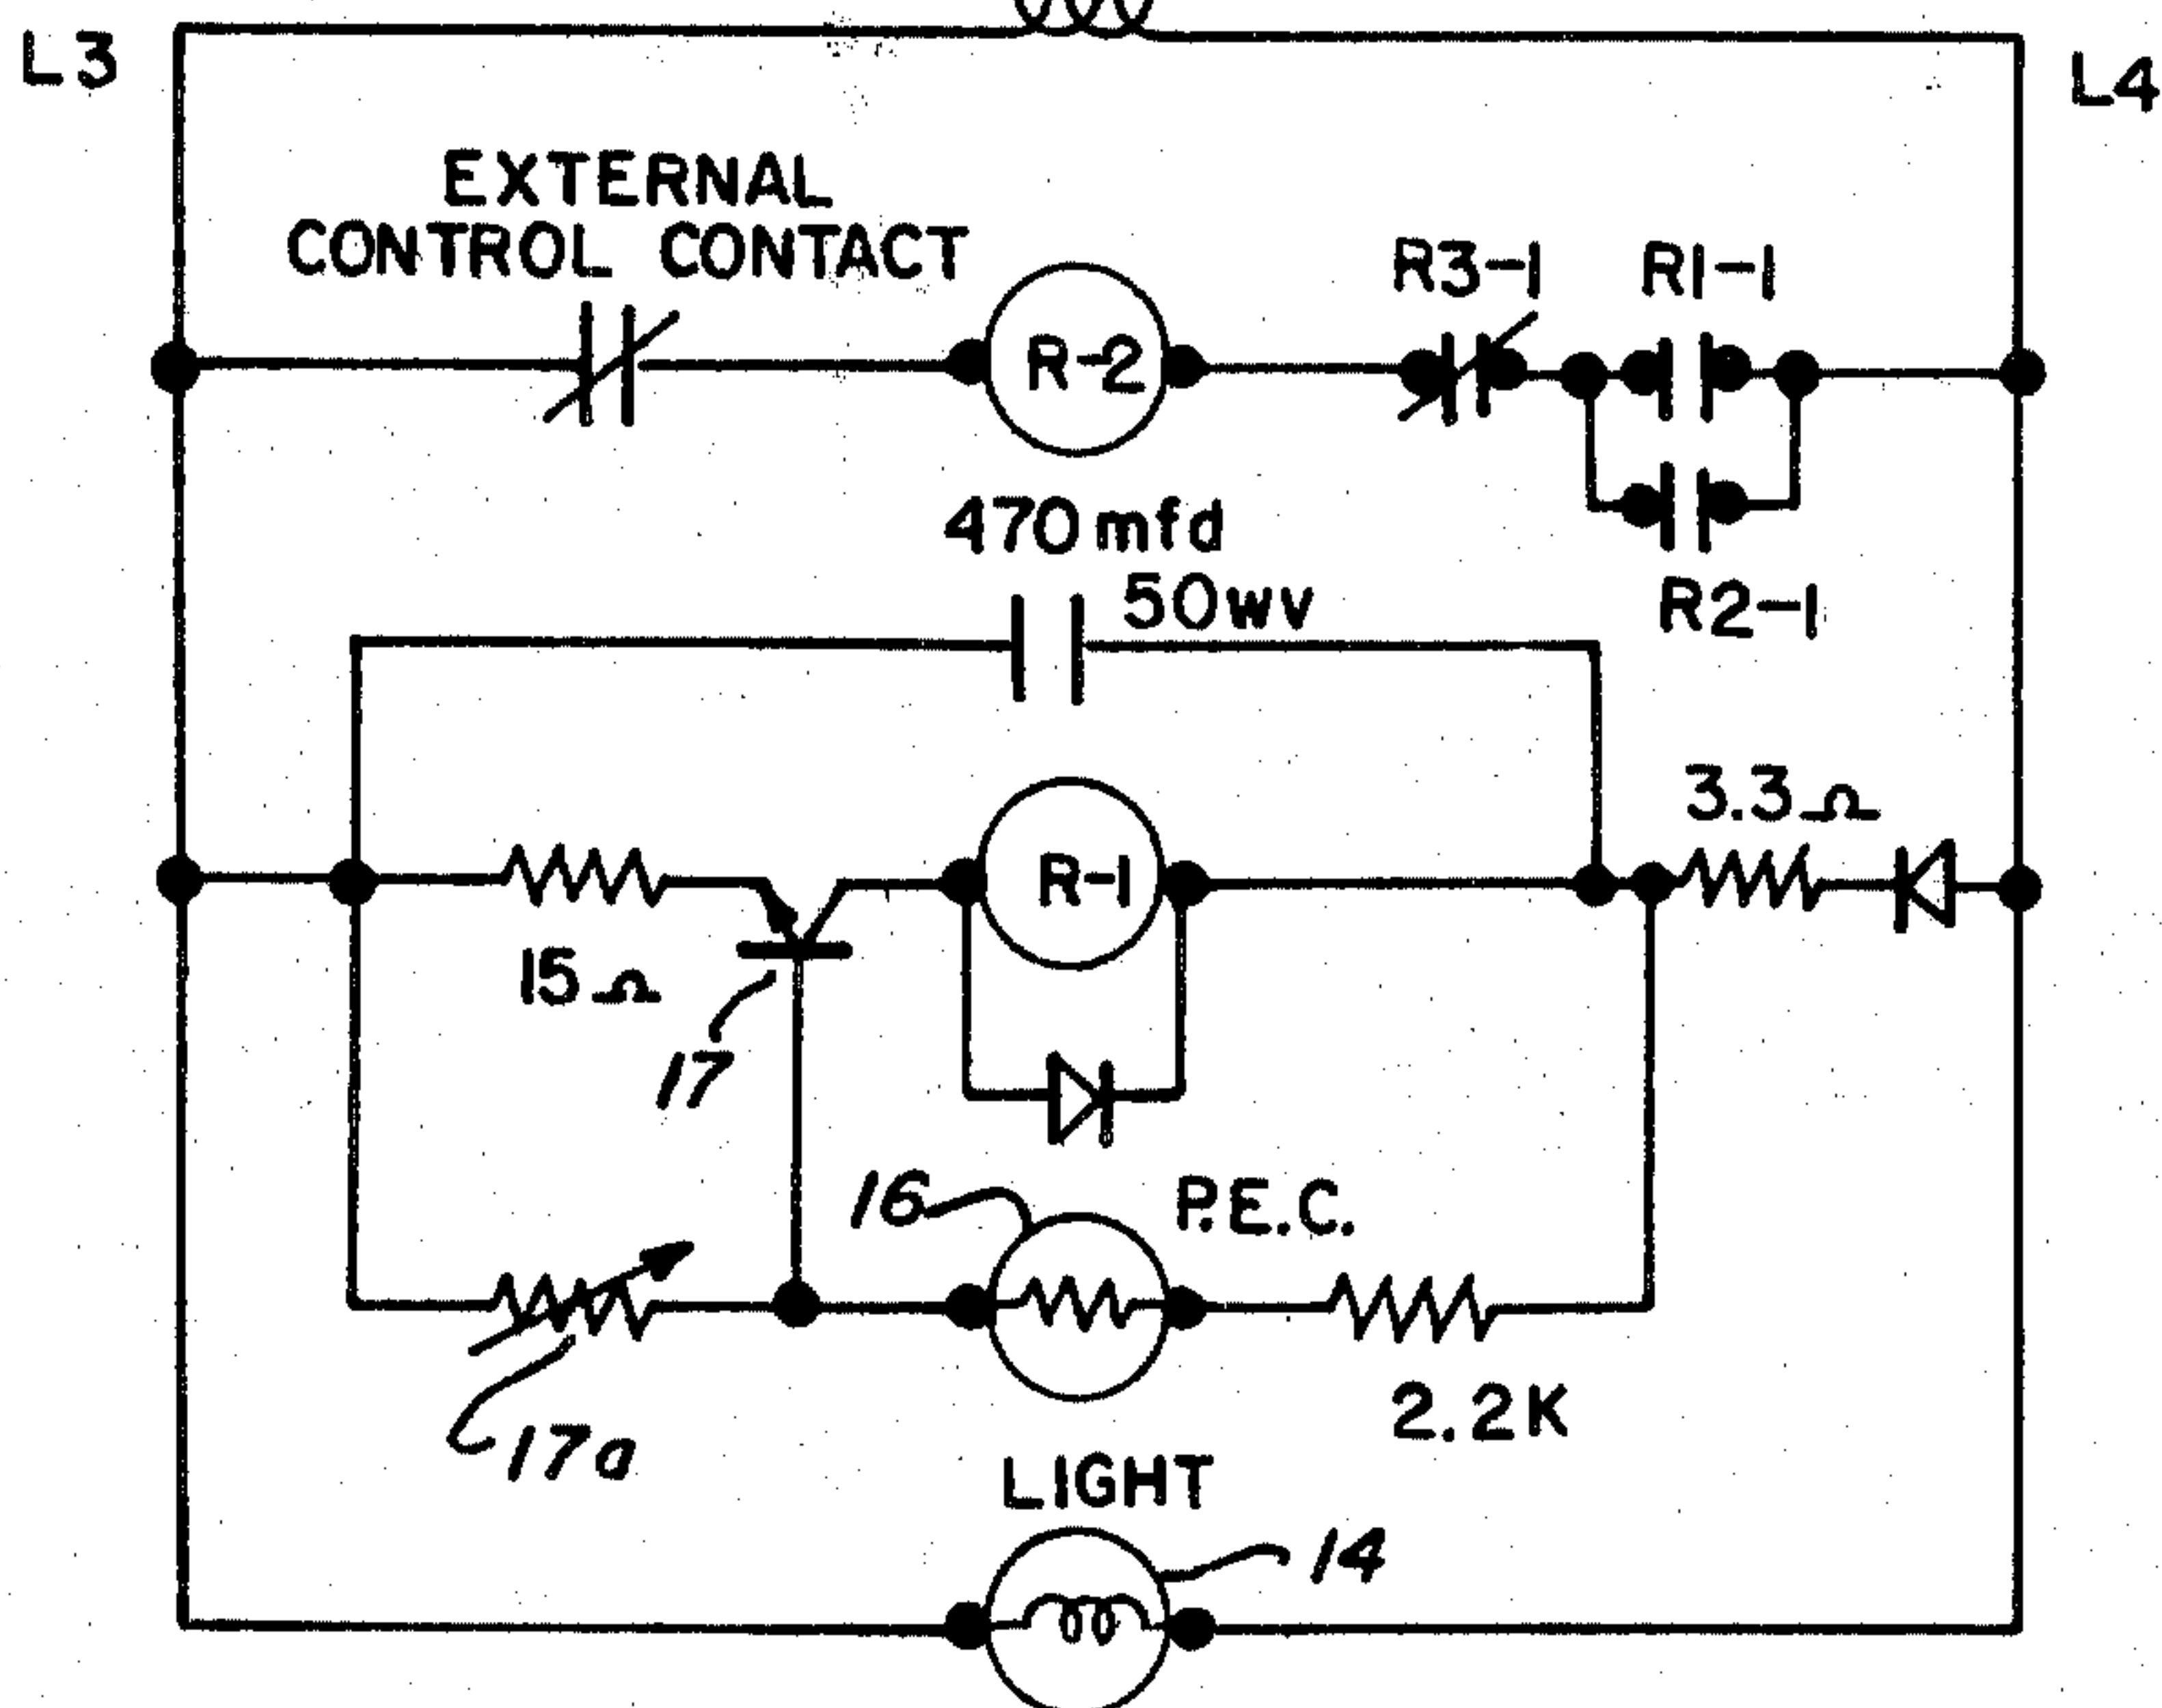 L3
L4
EXTERNAL
CONTROL CONTACT
R3-1
R1-1
R-2
470 mfd
50wv
R2-1
3.3Ω
R-1
15Ω
17
16
P.E.C.
17a
2.2K
LIGHT
14